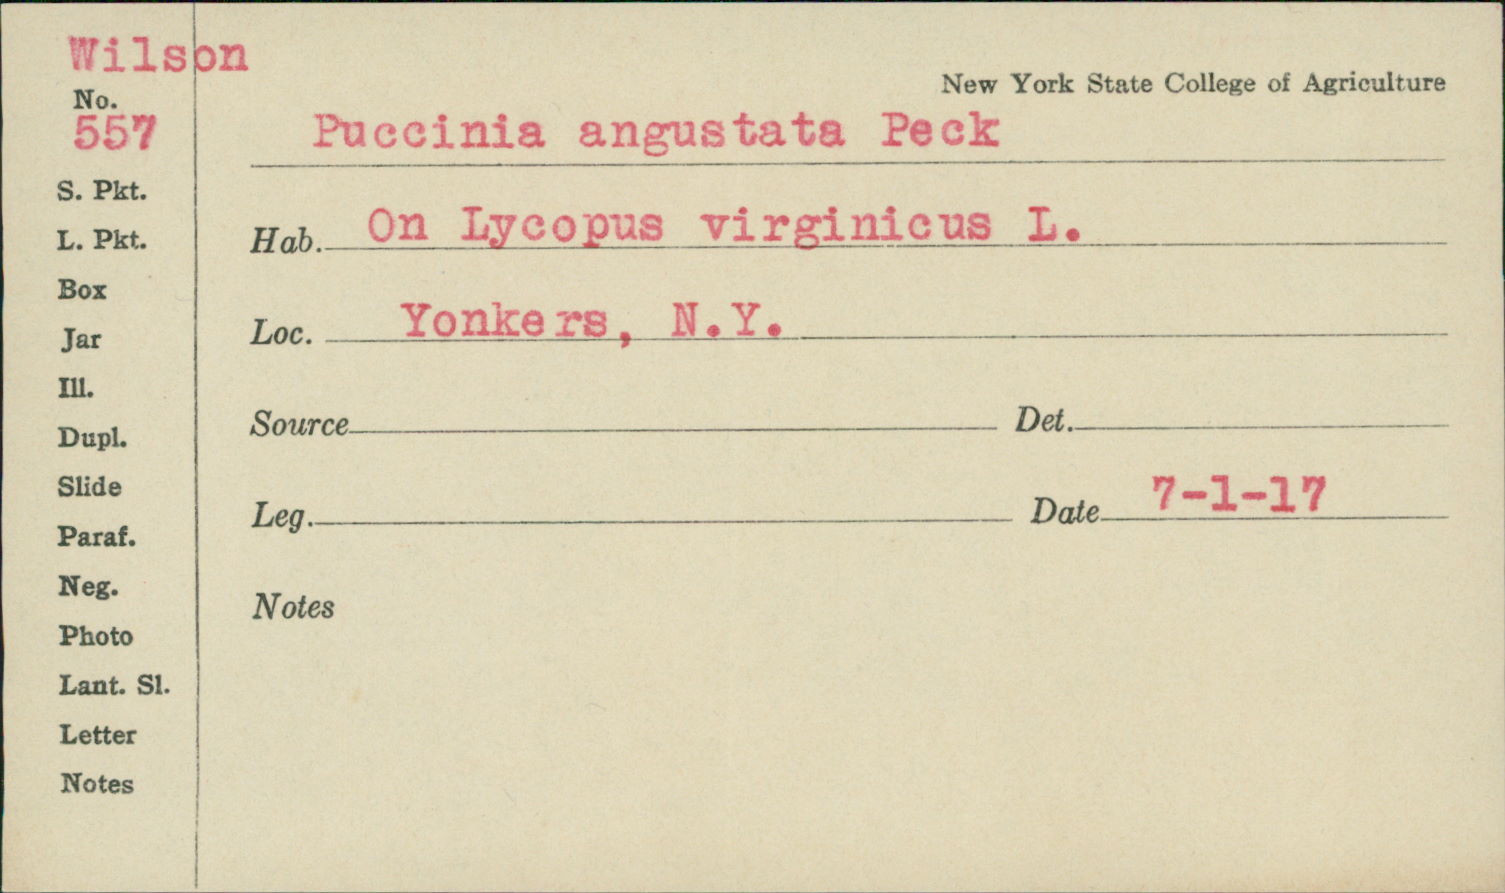 Wilson
New York State College of Agriculture
No.
557
Puccinia angustata Peck
S. Pkt.
Hab. On Lycopus virginicus L.
L. Pkt.
Box
Loc. Yonkers, N.Y.
Jar
Ill.
Source Det.
Dupl.
Slide
Leg. Date 7-1-17
Paraf.
Neg.
Notes
Photo
Lant. Sl.
Letter
Notes